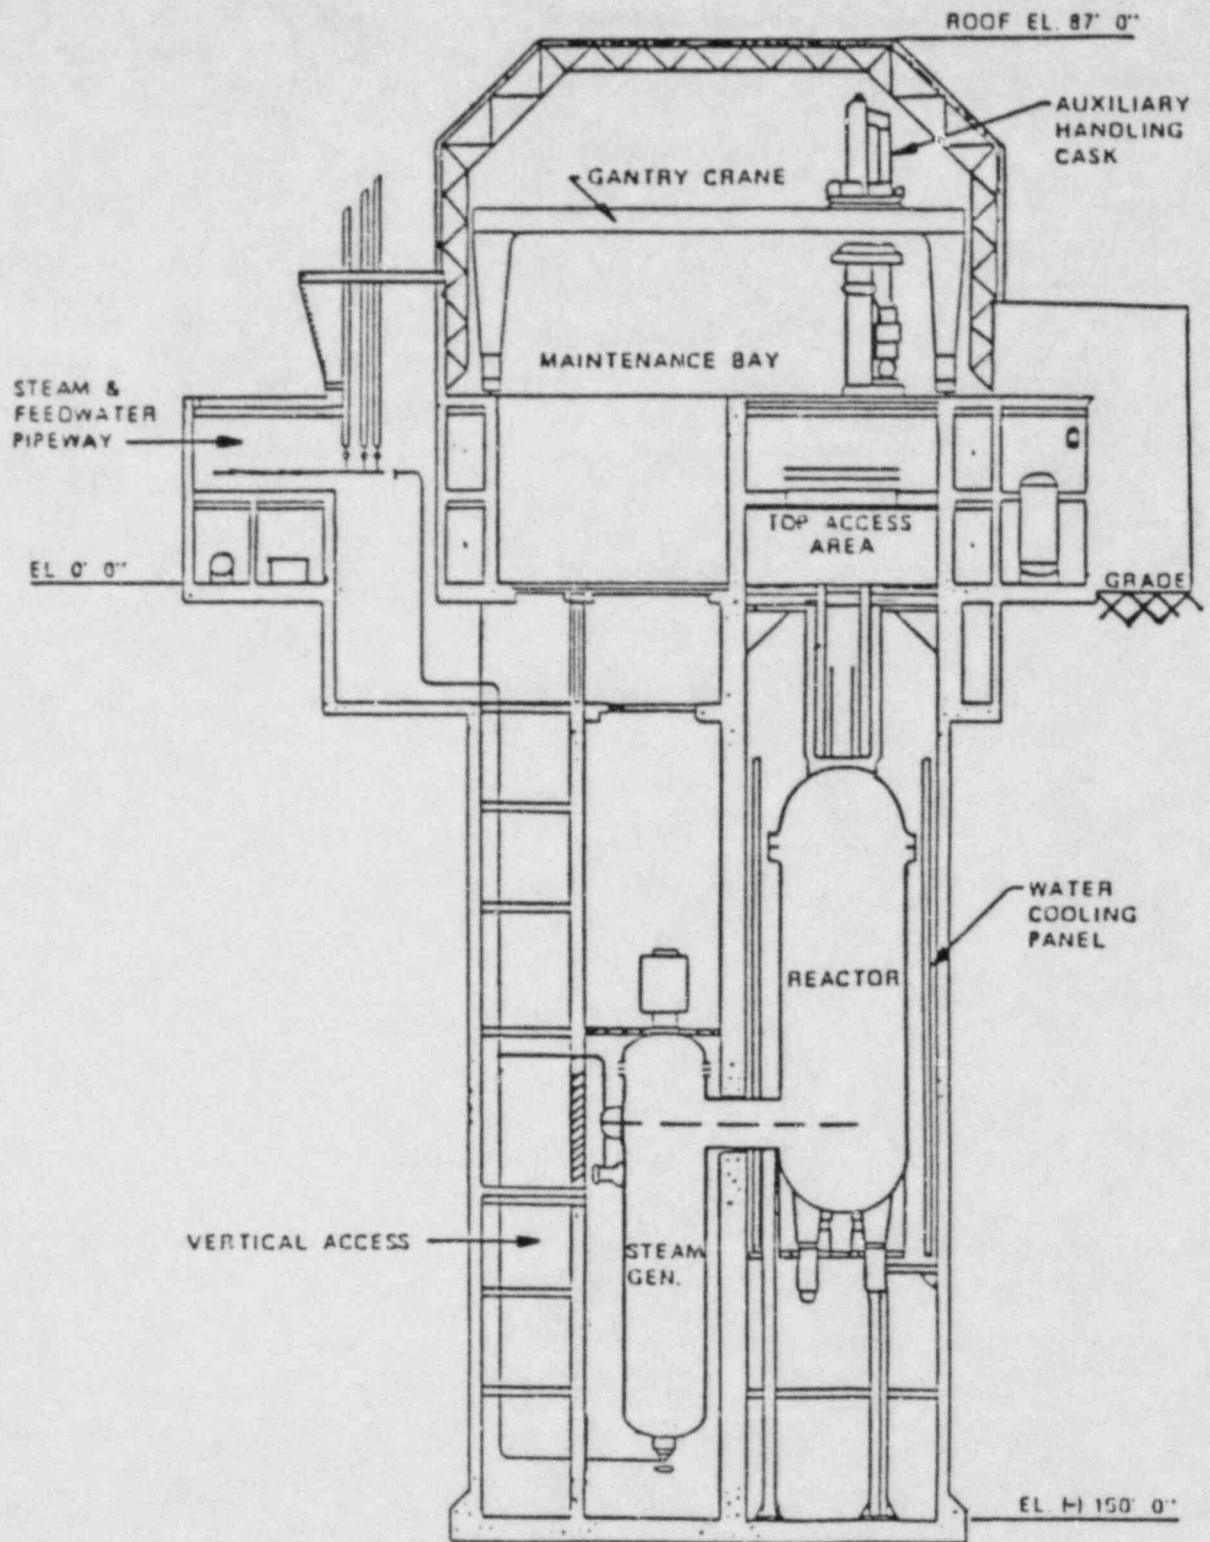 ROOF EL. 87' 0"
AUXILIARY
HANDLING
CASK
GANTRY CRANE
MAINTENANCE BAY
STEAM &
FEEDWATER
PIPEWAY
TOP ACCESS
AREA
EL 0' 0"
GRADE
WATER
COOLING
PANEL
REACTOR
VERTICAL ACCESS
STEAM
GEN.
EL (-) 150' 0"